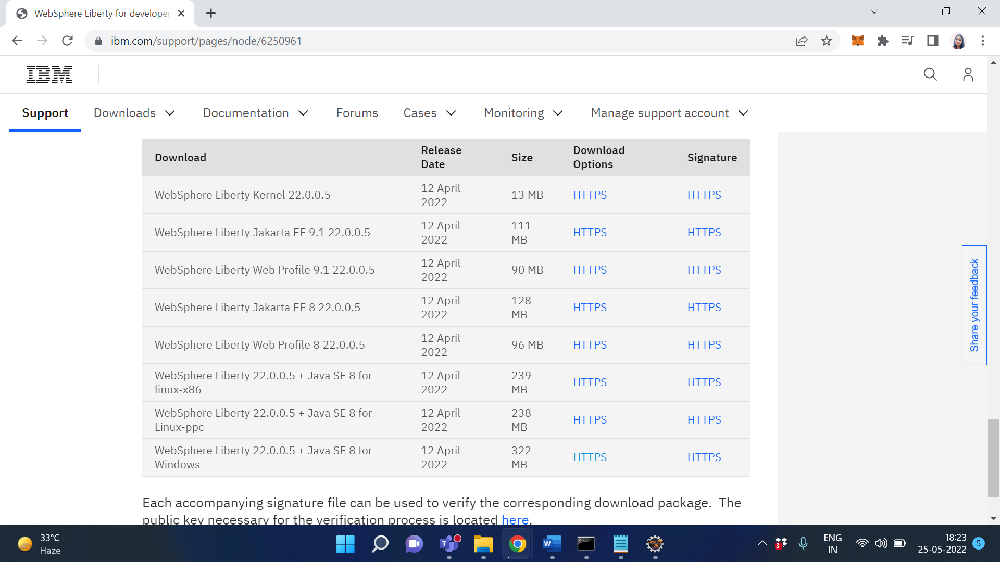 WebSphere Liberty for developer
ibm.com/support/pages/node/6250961
IBM
Support Downloads Documentation Forums Cases Monitoring Manage support account
Download Release Date Size Download Options Signature
WebSphere Liberty Kernel 22.0.0.5 12 April 2022 13 MB HTTPS HTTPS
WebSphere Liberty Jakarta EE 9.1 22.0.0.5 12 April 2022 111 MB HTTPS HTTPS
WebSphere Liberty Web Profile 9.1 22.0.0.5 12 April 2022 90 MB HTTPS HTTPS
WebSphere Liberty Jakarta EE 8 22.0.0.5 12 April 2022 128 MB HTTPS HTTPS
WebSphere Liberty Web Profile 8 22.0.0.5 12 April 2022 96 MB HTTPS HTTPS
WebSphere Liberty 22.0.0.5 + Java SE 8 for linux-x86 12 April 2022 239 MB HTTPS HTTPS
WebSphere Liberty 22.0.0.5 + Java SE 8 for Linux-ppc 12 April 2022 238 MB HTTPS HTTPS
WebSphere Liberty 22.0.0.5 + Java SE 8 for Windows 12 April 2022 322 MB HTTPS HTTPS
Each accompanying signature file can be used to verify the corresponding download package. The
public key necessary for the verification process is located here.
Share your feedback
33°C
Haze
T
W
C:\
Java EE
IDE
3
ENG
IN
18:23
25-05-2022
5